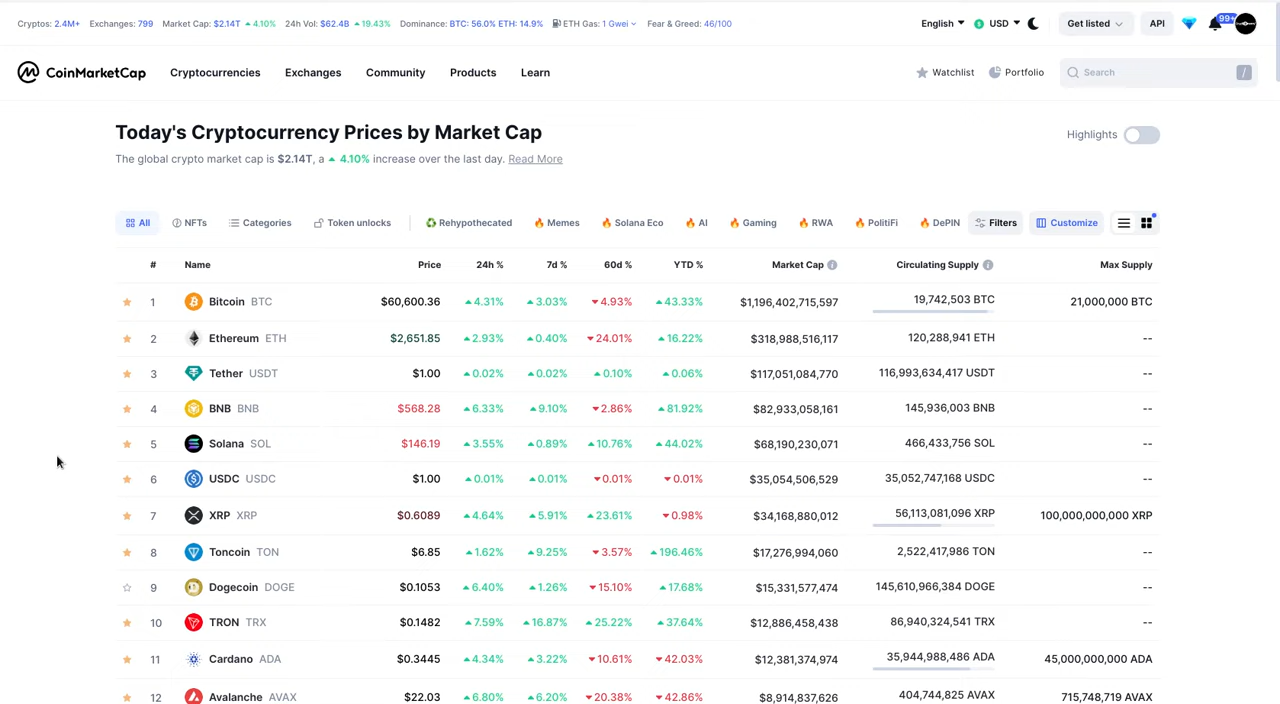 Cryptos: 2.4M+ Exchanges: 799 Market Cap: $2.14T 4.10% 24h Vol: $62.4B 19.43% Dominance: BTC: 56.0% ETH: 14.9% ETH Gas: 1 Gwei Fear & Greed: 46/100 English USD Get listed API 99+
CoinMarketCap Cryptocurrencies Exchanges Community Products Learn Watchlist Portfolio Search /
Today's Cryptocurrency Prices by Market Cap Highlights
The global crypto market cap is $2.14T, a 4.10% increase over the last day. Read More
All NFTs Categories Token unlocks Rehypothecated Memes Solana Eco AI Gaming RWA PolitiFi DePIN Filters Customize
# Name Price 24h % 7d % 60d % YTD % Market Cap Circulating Supply Max Supply
1 Bitcoin BTC $60,600.36 4.31% 3.03% 4.93% 43.33% $1,196,402,715,597 19,742,503 BTC 21,000,000 BTC
2 Ethereum ETH $2,651.85 2.93% 0.40% 24.01% 16.22% $318,988,516,117 120,288,941 ETH --
3 Tether USDT $1.00 0.02% 0.02% 0.10% 0.06% $117,051,084,770 116,993,634,417 USDT --
4 BNB BNB $568.28 6.33% 9.10% 2.86% 81.92% $82,933,058,161 145,936,003 BNB --
5 Solana SOL $146.19 3.55% 0.89% 10.76% 44.02% $68,190,230,071 466,433,756 SOL --
6 USDC USDC $1.00 0.01% 0.01% 0.01% 0.01% $35,054,506,529 35,052,747,168 USDC --
7 XRP XRP $0.6089 4.64% 5.91% 23.61% 0.98% $34,168,880,012 56,113,081,096 XRP 100,000,000,000 XRP
8 Toncoin TON $6.85 1.62% 9.25% 3.57% 196.46% $17,276,994,060 2,522,417,986 TON --
9 Dogecoin DOGE $0.1053 6.40% 1.26% 15.10% 17.68% $15,331,577,474 145,610,966,384 DOGE --
10 TRON TRX $0.1482 7.59% 16.87% 25.22% 37.64% $12,886,458,438 86,940,324,541 TRX --
11 Cardano ADA $0.3445 4.34% 3.22% 10.61% 42.03% $12,381,374,974 35,944,988,486 ADA 45,000,000,000 ADA
12 Avalanche AVAX $22.03 6.80% 6.20% 20.38% 42.86% $8,914,837,626 404,744,825 AVAX 715,748,719 AVAX